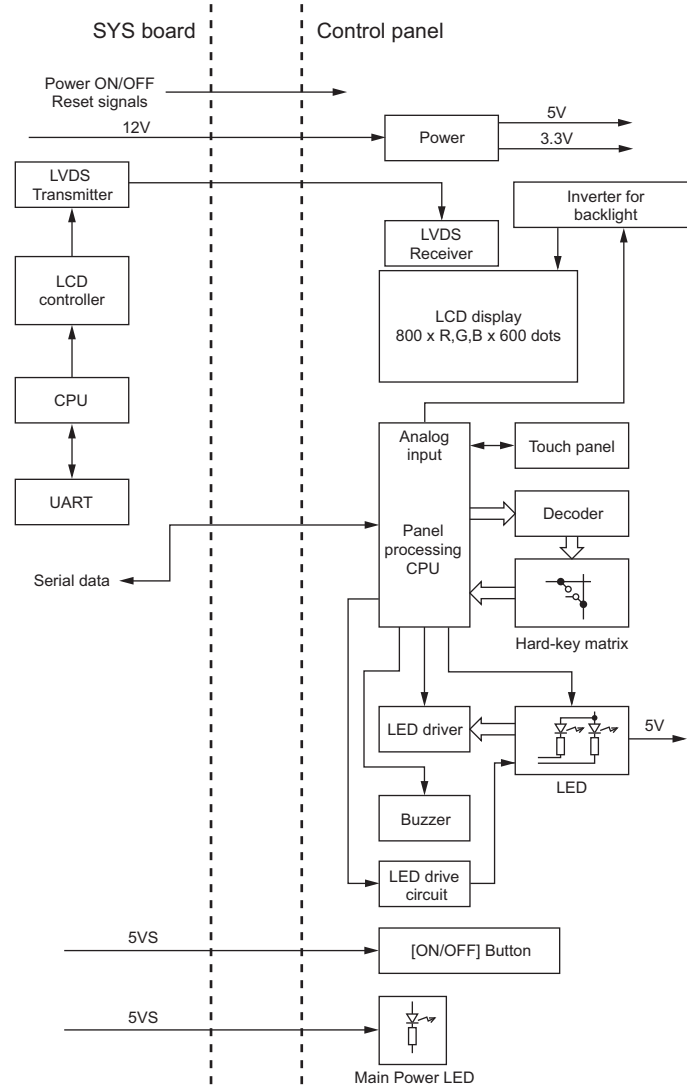 SYS board
Control panel
Power ON/OFF
Reset signals
12V
Power
5V
3.3V
LVDS
Transmitter
Inverter for
backlight
LVDS
Receiver
LCD
controller
LCD display
800 x R,G,B x 600 dots
CPU
Analog
input
Touch panel
UART
Decoder
Panel
processing
CPU
Serial data
Hard-key matrix
LED driver
5V
LED
Buzzer
LED drive
circuit
5VS
[ON/OFF] Button
5VS
Main Power LED